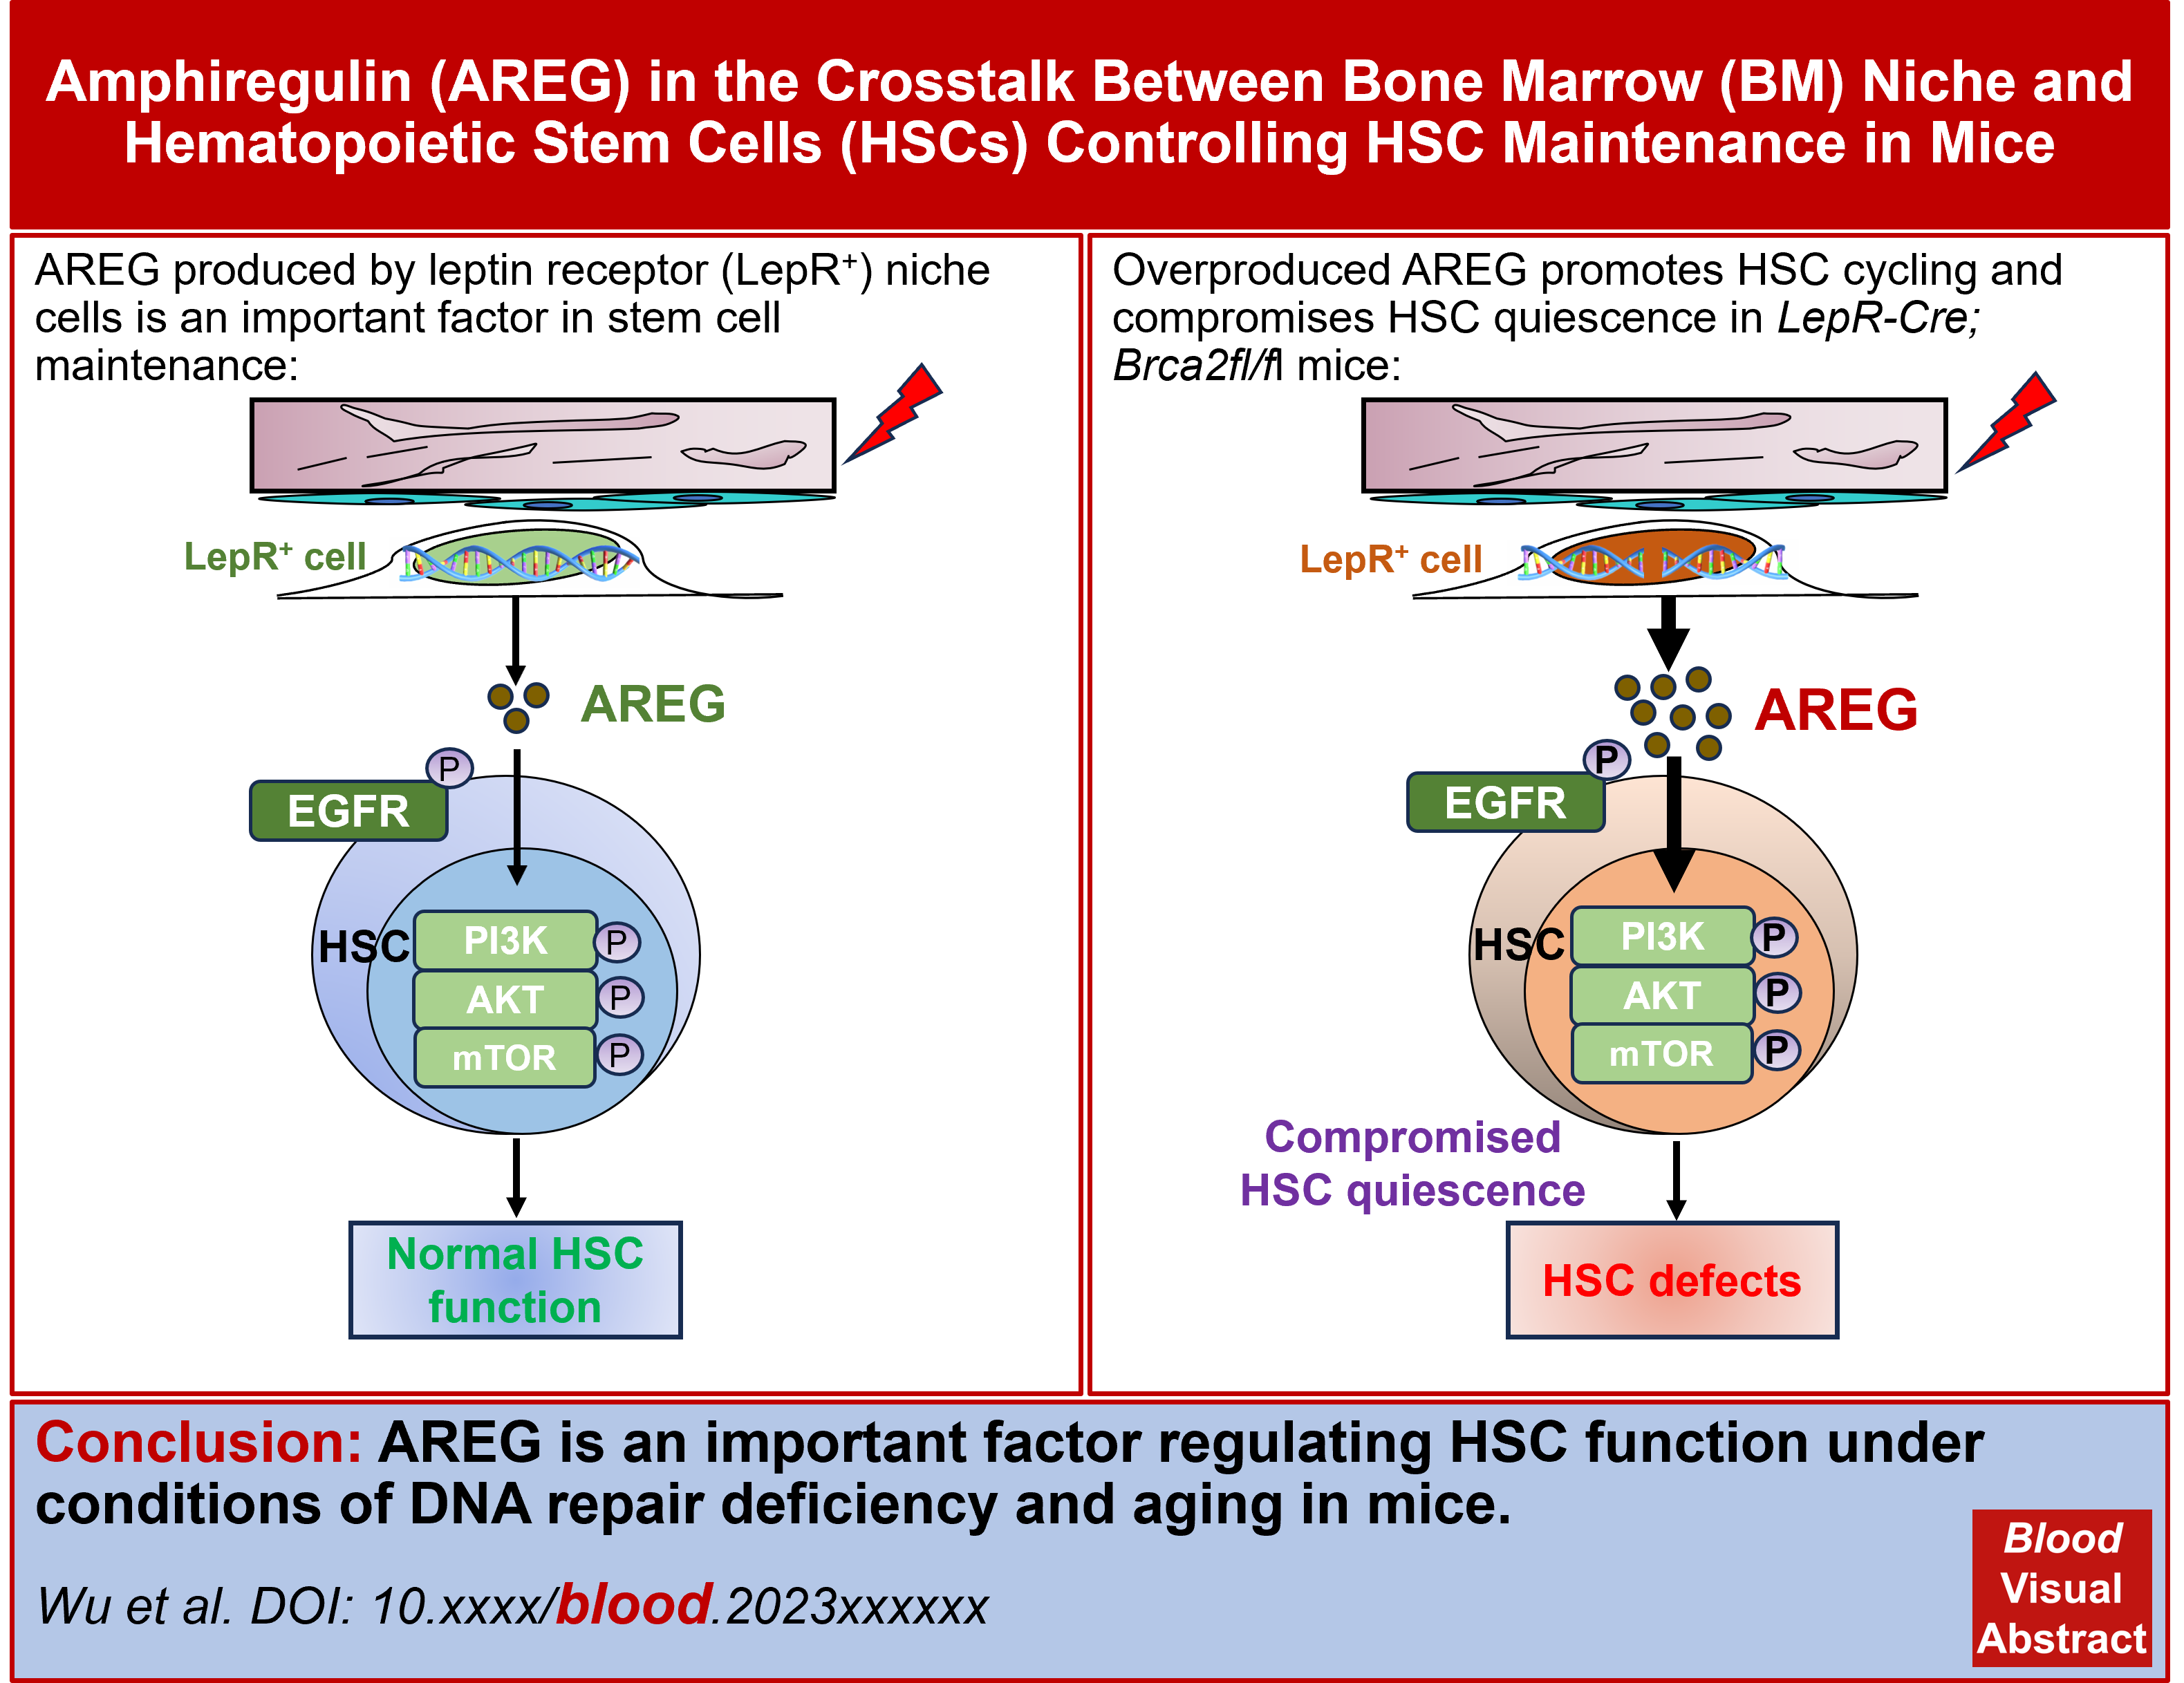 Amphiregulin (AREG) in the Crosstalk Between Bone Marrow (BM) Niche and
Hematopoietic Stem Cells (HSCs) Controlling HSC Maintenance in Mice
AREG produced by leptin receptor (LepR⁺) niche
cells is an important factor in stem cell
maintenance:
LepR⁺ cell
AREG
P
EGFR
HSC
PI3K
P
AKT
P
mTOR
P
Normal HSC
function
Overproduced AREG promotes HSC cycling and
compromises HSC quiescence in LepR-Cre;
Brca2fl/fl mice:
LepR⁺ cell
AREG
P
EGFR
HSC
PI3K
P
AKT
P
mTOR
P
Compromised
HSC quiescence
HSC defects
Conclusion: AREG is an important factor regulating HSC function under
conditions of DNA repair deficiency and aging in mice.
Wu et al. DOI: 10.xxxx/blood.2023xxxxxx
Blood
Visual
Abstract